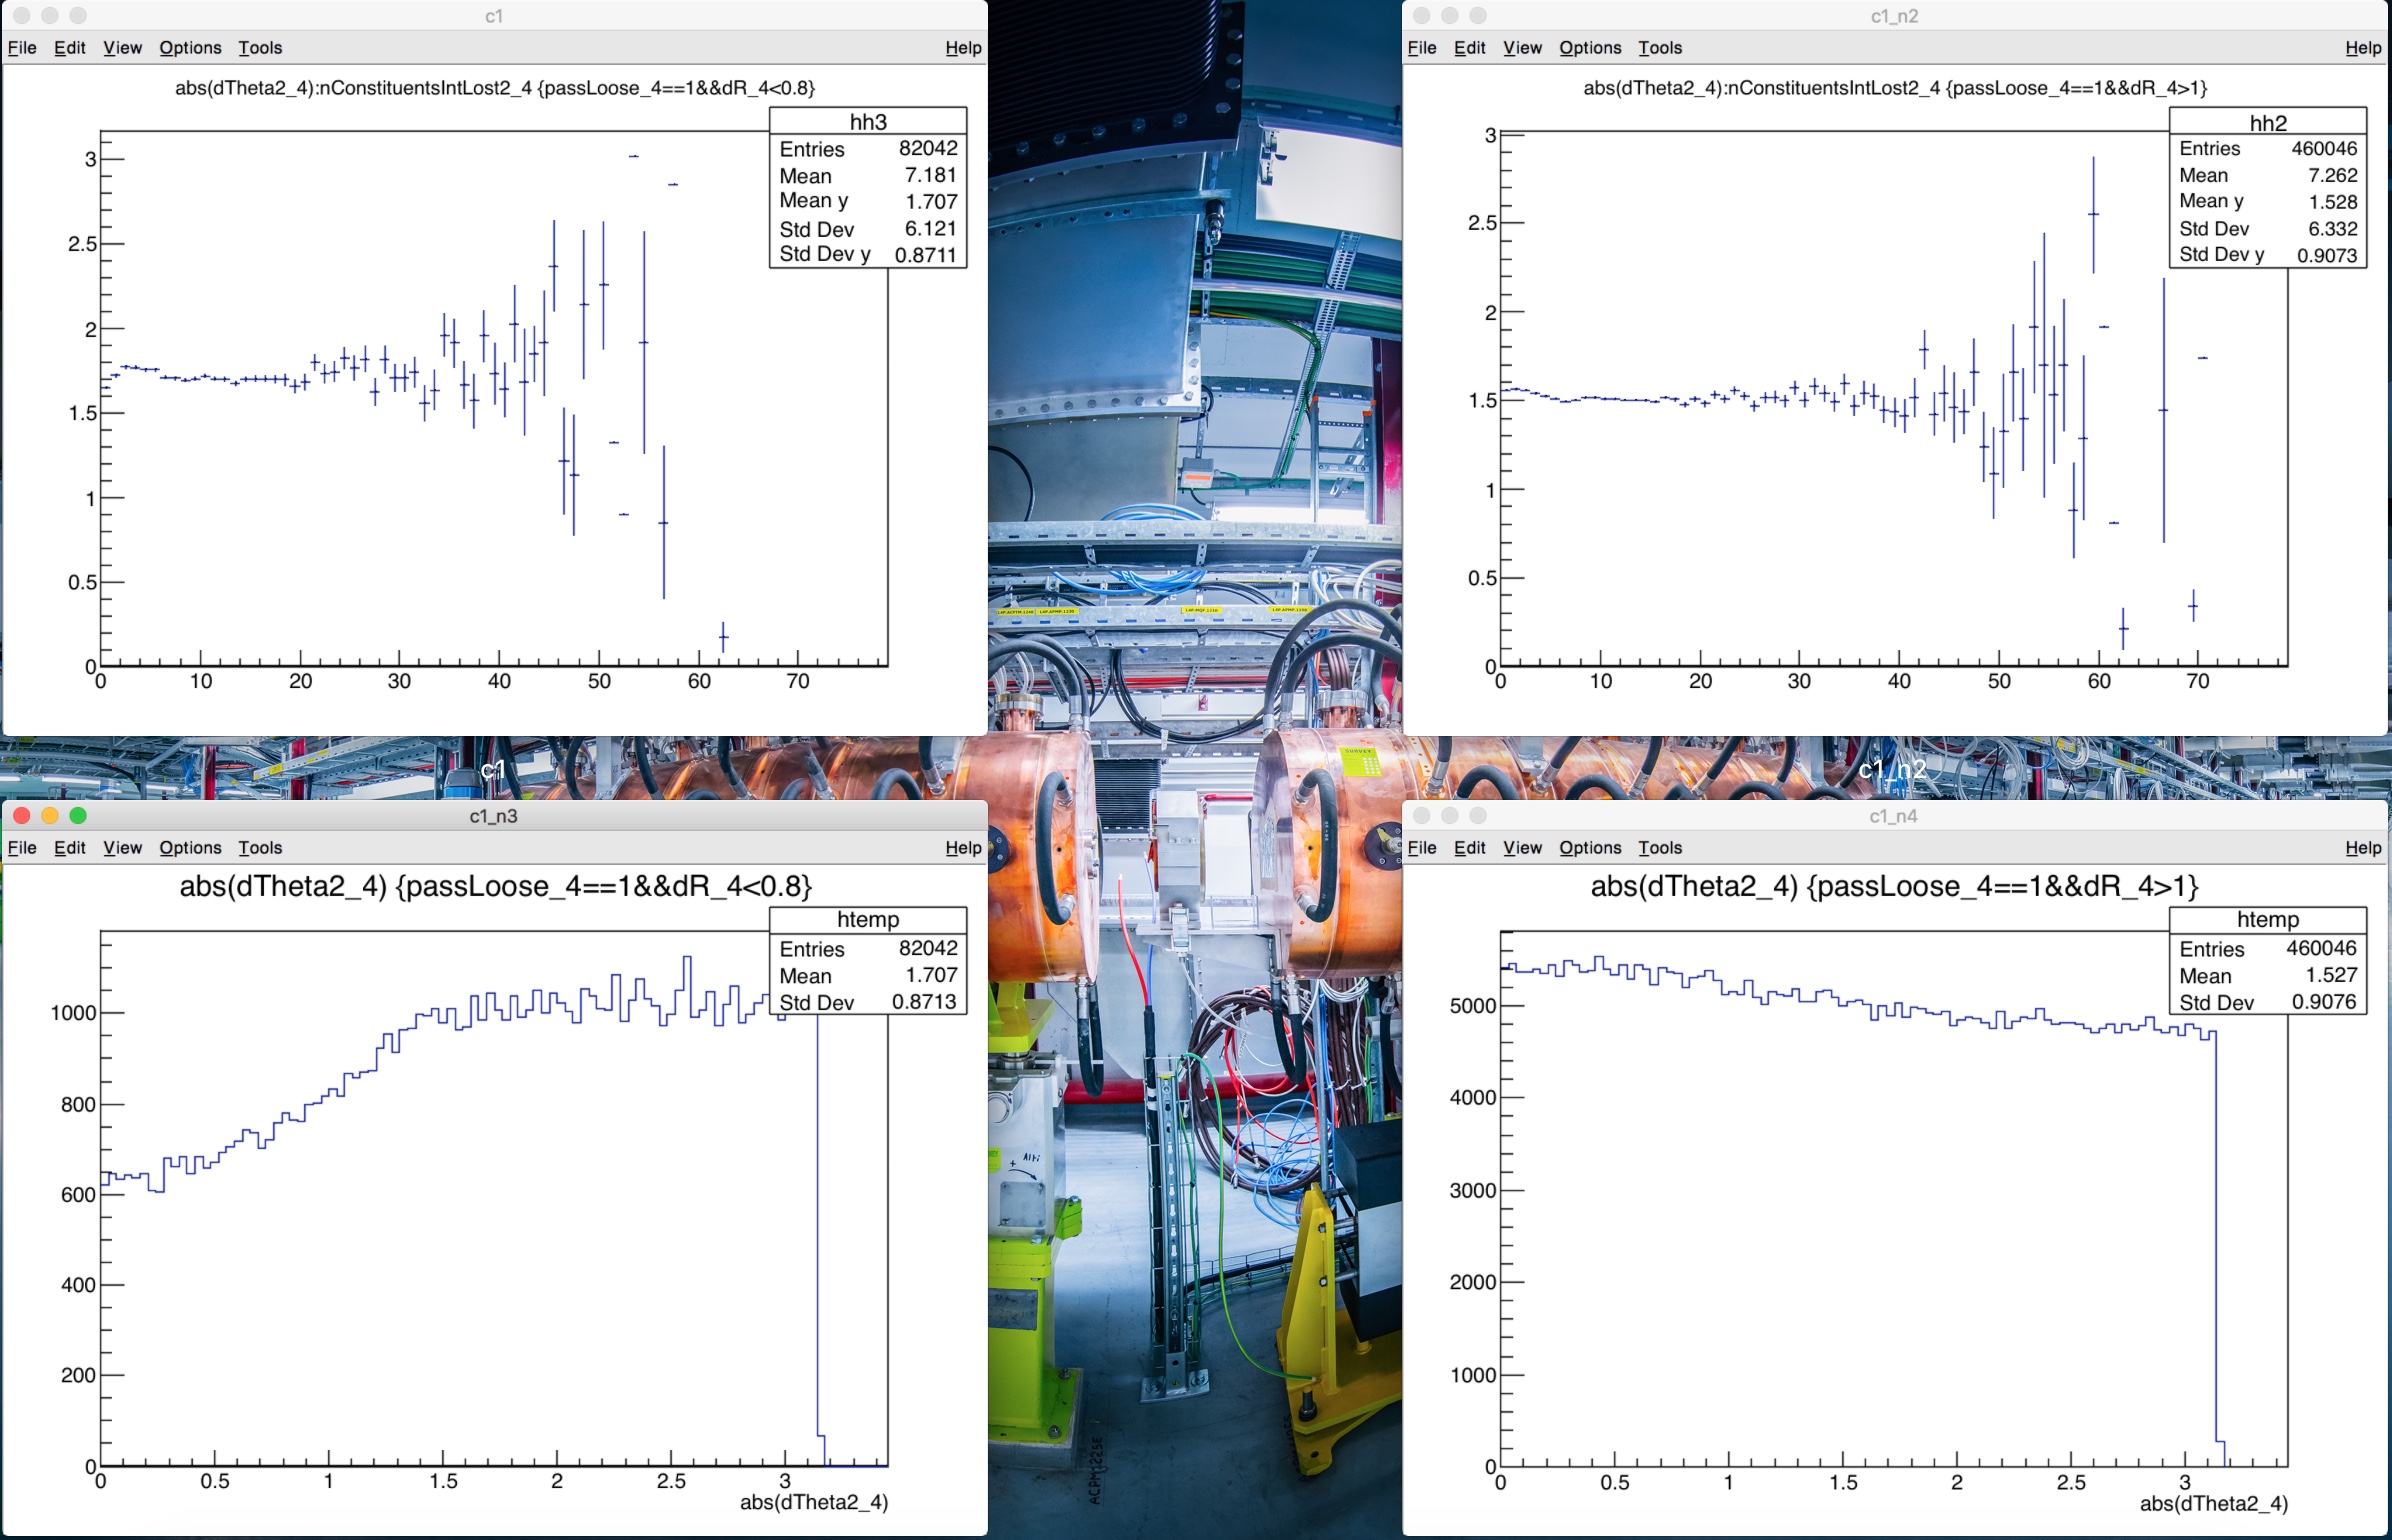 c1
File Edit View Options Tools Help
abs(dTheta2_4):nConstituentsIntLost2_4 {passLoose_4==1&&dR_4<0.8}
hh3
Entries 82042
Mean 7.181
Mean y 1.707
Std Dev 6.121
Std Dev y 0.8711
3
2.5
2
1.5
1
0.5
0
0 10 20 30 40 50 60 70
c1_n2
File Edit View Options Tools Help
abs(dTheta2_4):nConstituentsIntLost2_4 {passLoose_4==1&&dR_4>1}
hh2
Entries 460046
Mean 7.262
Mean y 1.528
Std Dev 6.332
Std Dev y 0.9073
3
2.5
2
1.5
1
0.5
0
0 10 20 30 40 50 60 70
c1
c1_n2
SURVEY
c1_n3
File Edit View Options Tools Help
abs(dTheta2_4) {passLoose_4==1&&dR_4<0.8}
htemp
Entries 82042
Mean 1.707
Std Dev 0.8713
1000
800
600
400
200
0
0 0.5 1 1.5 2 2.5 3
abs(dTheta2_4)
c1_n4
File Edit View Options Tools Help
abs(dTheta2_4) {passLoose_4==1&&dR_4>1}
htemp
Entries 460046
Mean 1.527
Std Dev 0.9076
5000
4000
3000
2000
1000
0
0 0.5 1 1.5 2 2.5 3
abs(dTheta2_4)